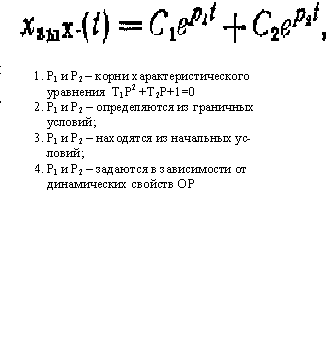 x вых.(t) = C₁e^{p₁t} + C₂e^{p₂t},
1. P₁ и P₂ – корни характеристического
уравнения T₁P² +T₂P+1=0
2. P₁ и P₂ – определяются из граничных
условий;
3. P₁ и P₂ – находятся из начальных ус-
ловий;
4. P₁ и P₂ – задаются в зависимости от
динамических свойств ОР